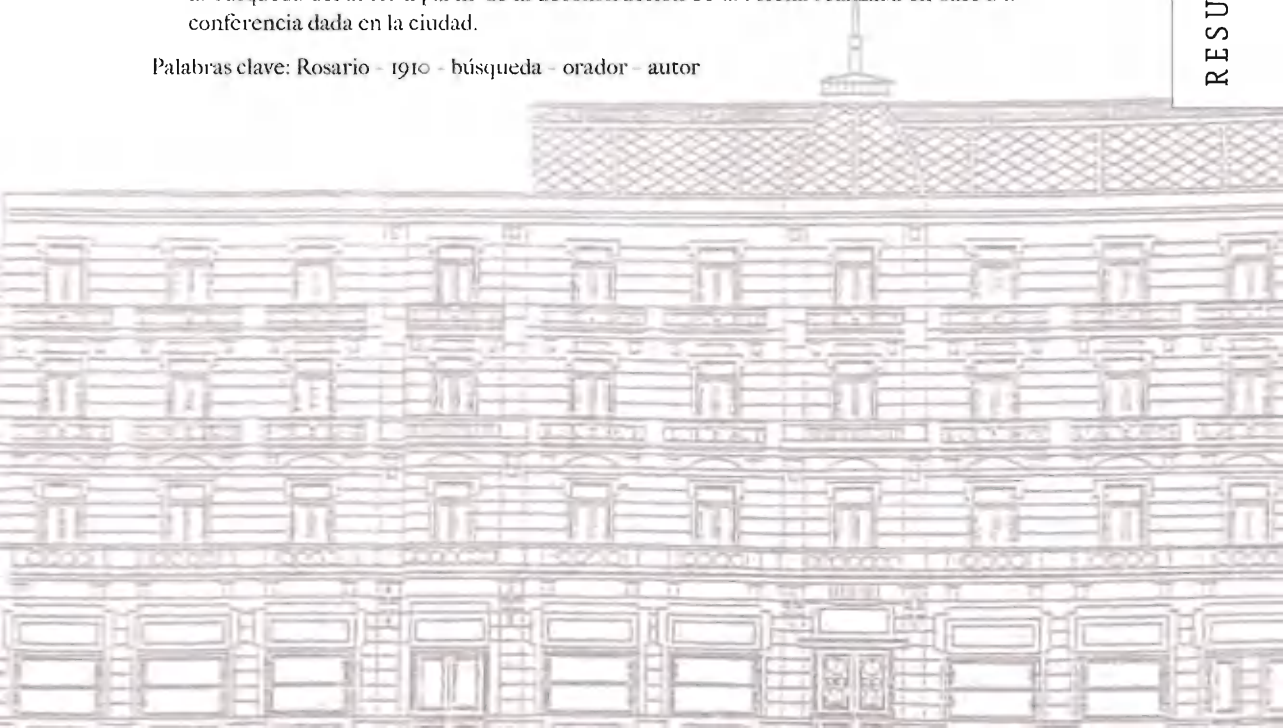 conferencia dada en la ciudad.
Palabras clave: Rosario - 1910 - búsqueda - orador - autor
RESU